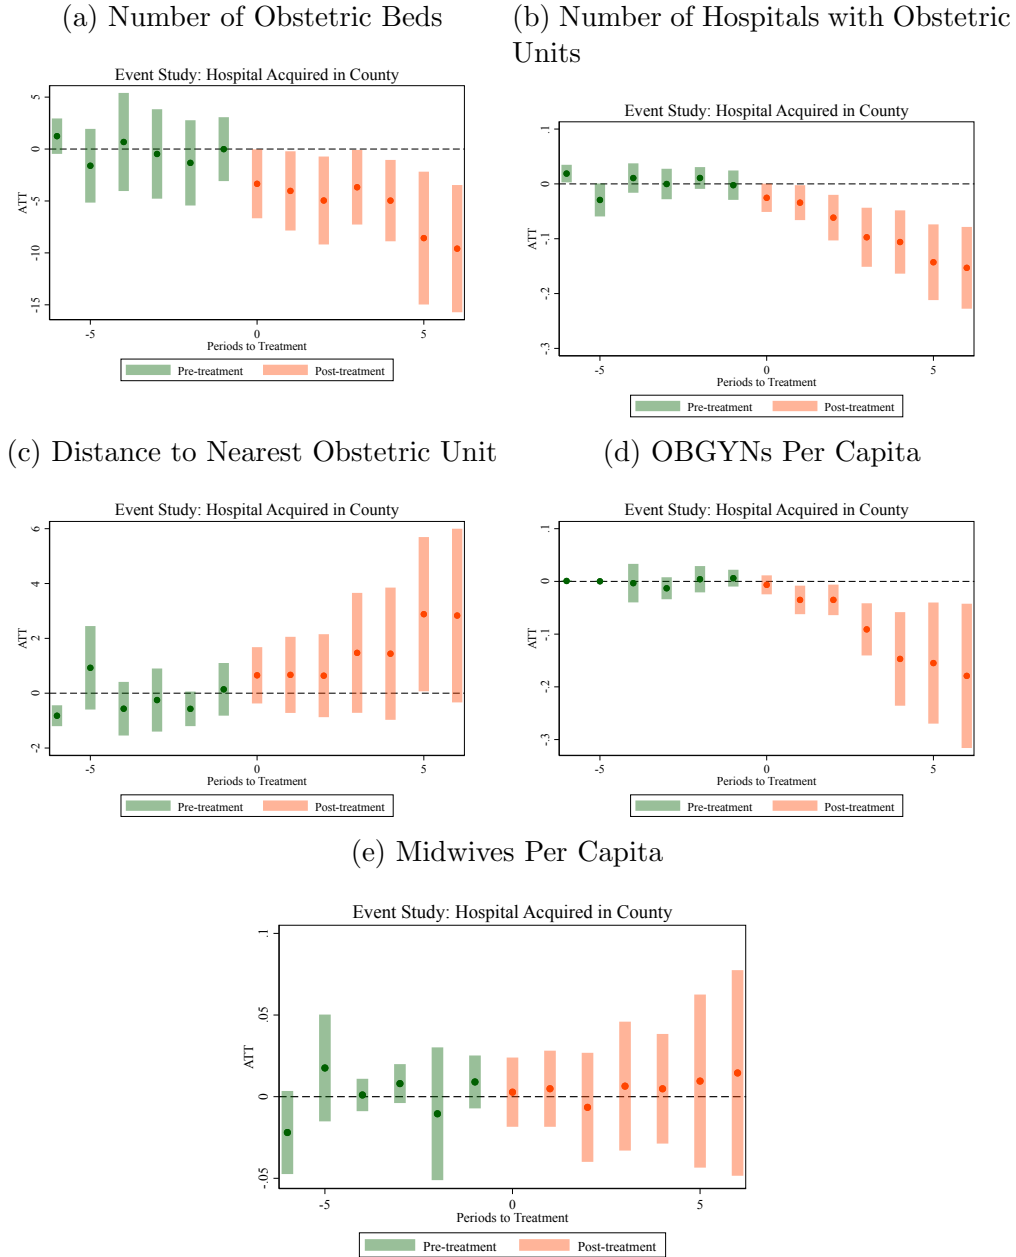 (a) Number of Obstetric Beds
Event Study: Hospital Acquired in County
5
0
-5
-10
-15
ATT
-5
0
5
Periods to Treatment
Pre-treatment
Post-treatment
(b) Number of Hospitals with Obstetric
Units
Event Study: Hospital Acquired in County
.1
0
-.1
-.2
-.3
ATT
-5
0
5
Periods to Treatment
Pre-treatment
Post-treatment
(c) Distance to Nearest Obstetric Unit
Event Study: Hospital Acquired in County
6
4
2
0
-2
ATT
-5
0
5
Periods to Treatment
Pre-treatment
Post-treatment
(d) OBGYNs Per Capita
Event Study: Hospital Acquired in County
.1
0
-.1
-.2
-.3
ATT
-5
0
5
Periods to Treatment
Pre-treatment
Post-treatment
(e) Midwives Per Capita
Event Study: Hospital Acquired in County
.1
.05
0
-.05
ATT
-5
0
5
Periods to Treatment
Pre-treatment
Post-treatment